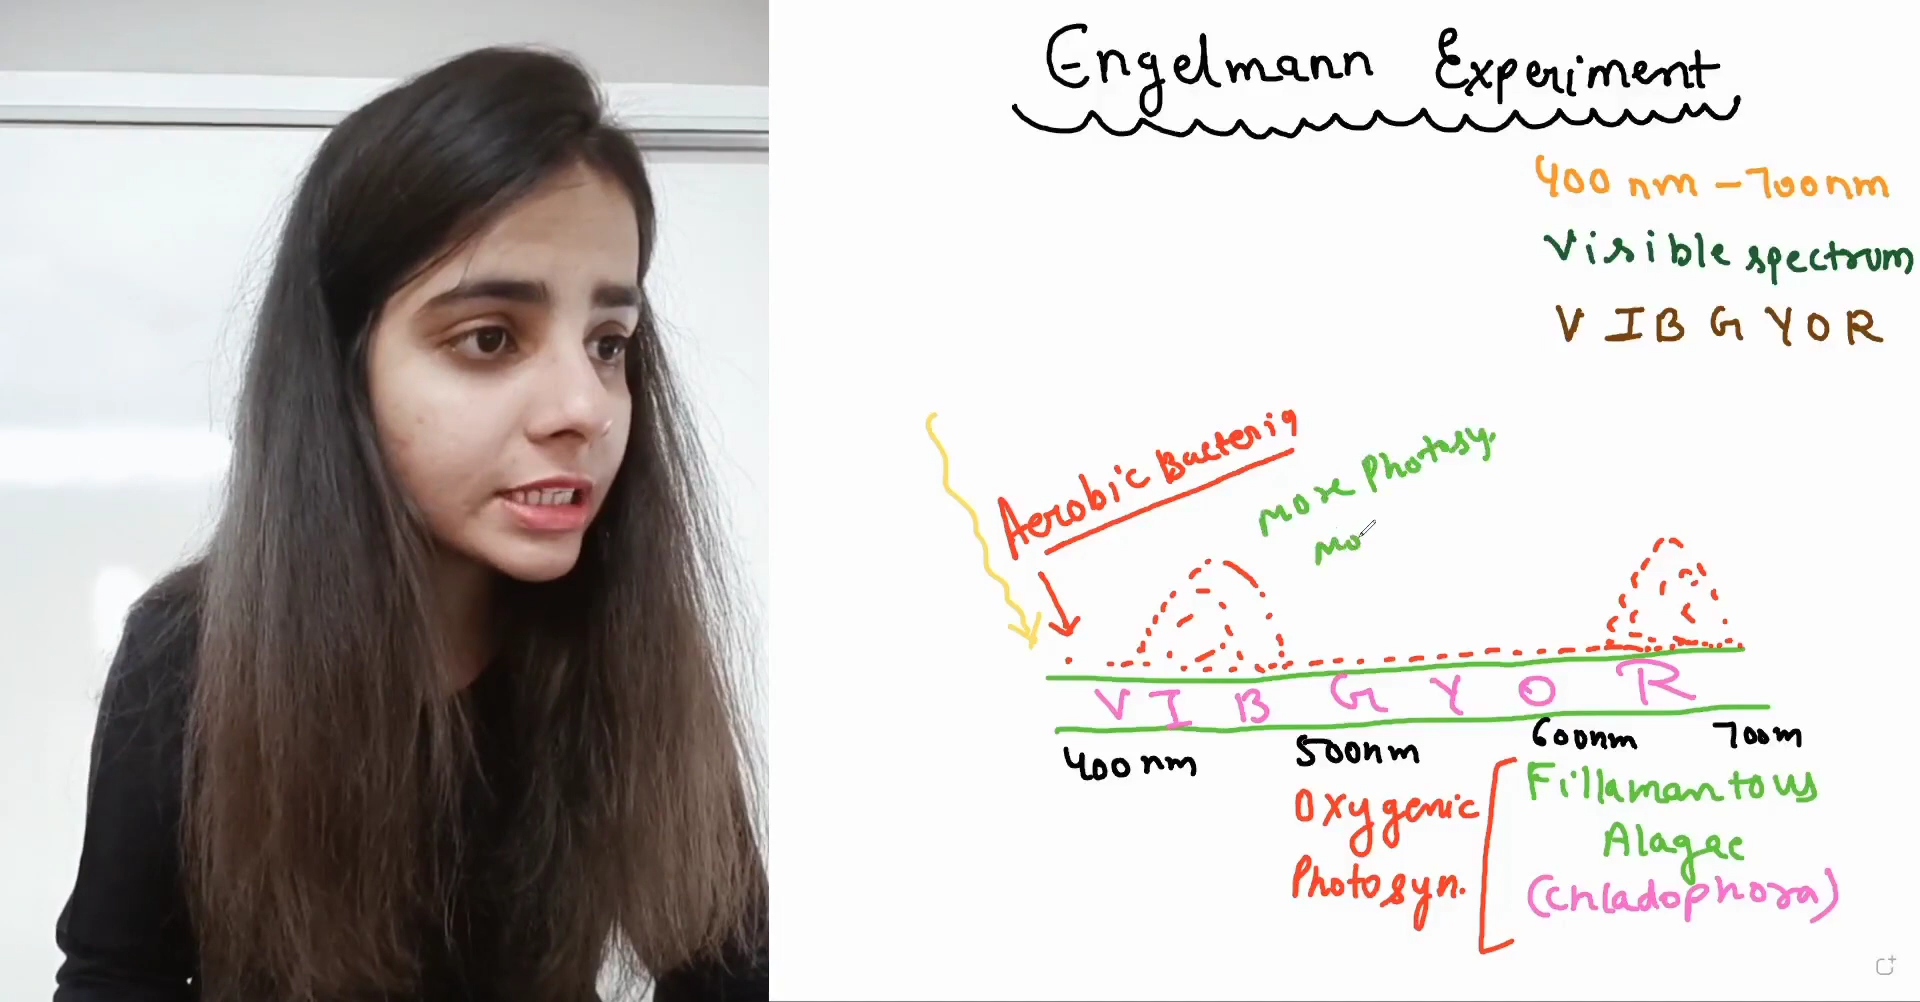 Engelmann Experiment
400 nm - 700nm
Visible spectrum
V I B G Y O R
Aerobic Bacteria
More Photosy.
Mo
V I B G Y O R
400 nm 500nm 600nm 700m
Oxygenic
Photosyn.
Fillamantous
Alagae
(Chladophora)